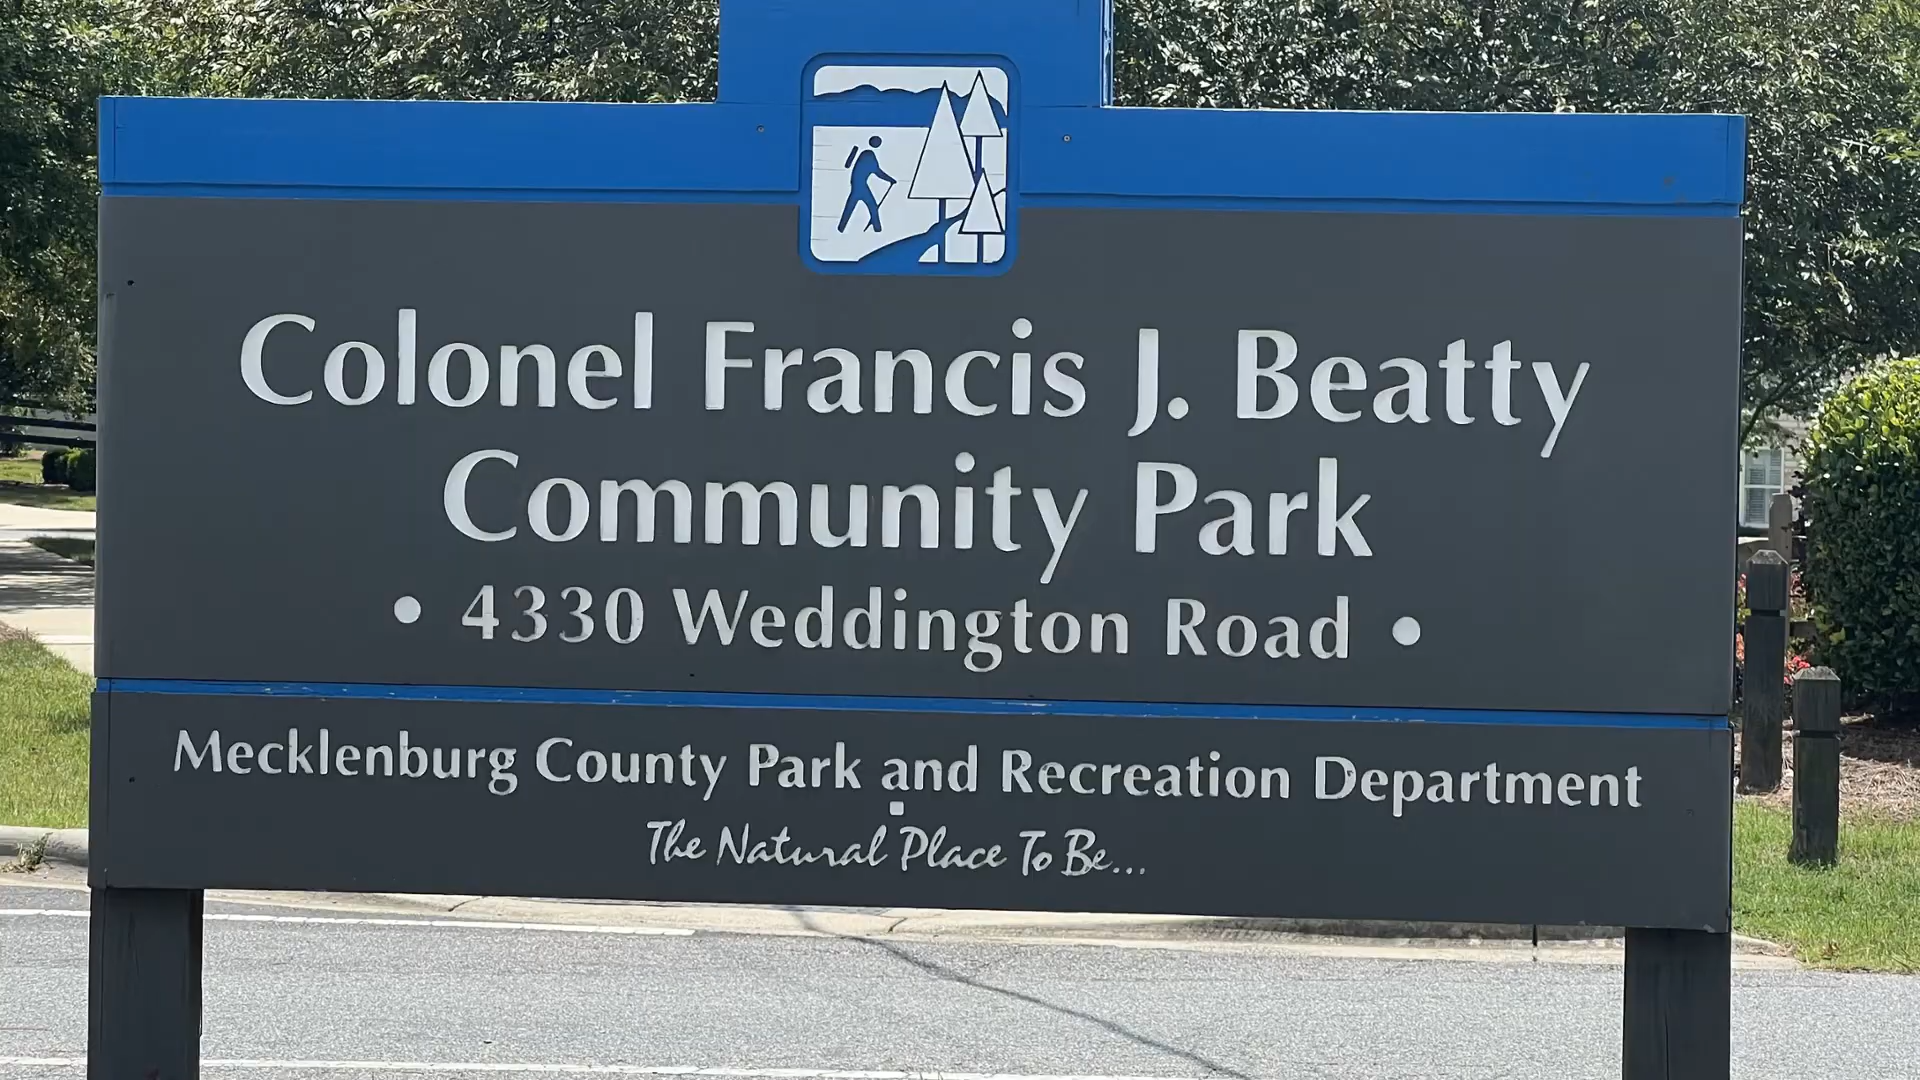 Colonel Francis J. Beatty
Community Park
• 4330 Weddington Road •
Mecklenburg County Park and Recreation Department
The Natural Place To Be...